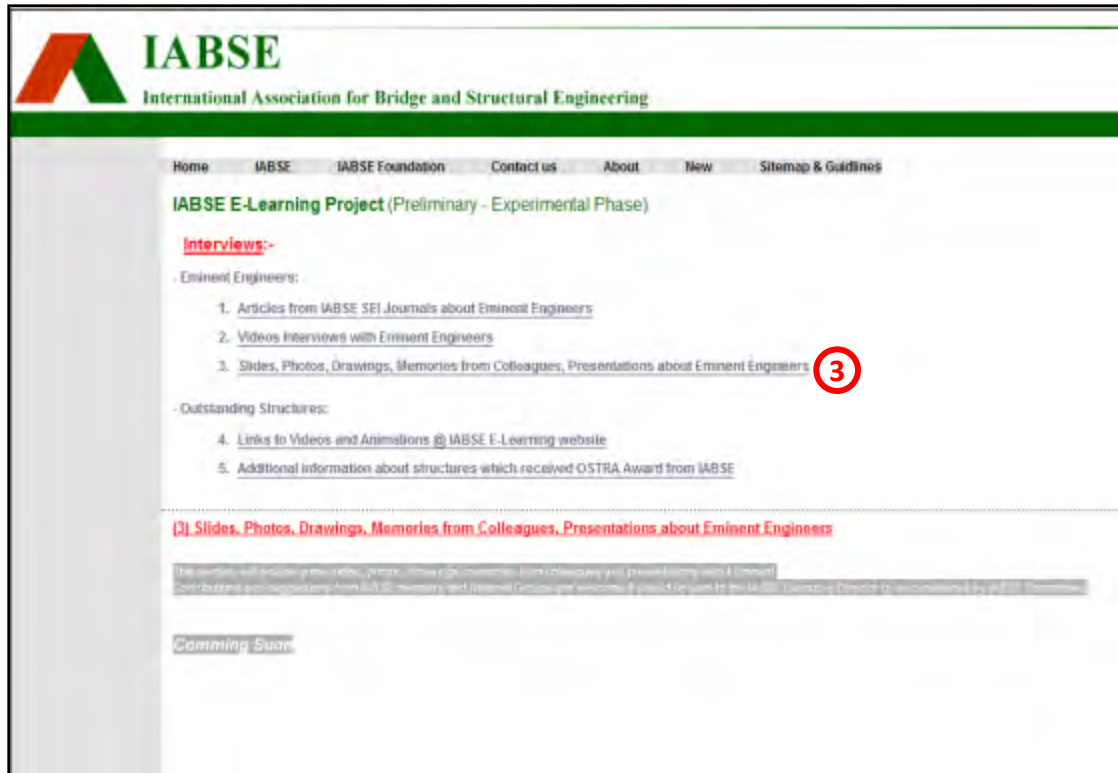 IABSE
International Association for Bridge and Structural Engineering
Home IABSE IABSE Foundation Contact us About New Sitemap & Guidlines
IABSE E-Learning Project (Preliminary - Experimental Phase)
Interviews:-
- Eminent Engineers:
1. Articles from IABSE SEI Journals about Eminent Engineers
2. Videos Interviews with Eminent Engineers
3. Slides, Photos, Drawings, Memories from Colleagues, Presentations about Eminent Engineers 3
- Outstanding Structures:
4. Links to Videos and Animations @ IABSE E-Learning website
5. Additional information about structures which received OSTRA Award from IABSE
(3) Slides, Photos, Drawings, Memories from Colleagues, Presentations about Eminent Engineers
Comming Suon